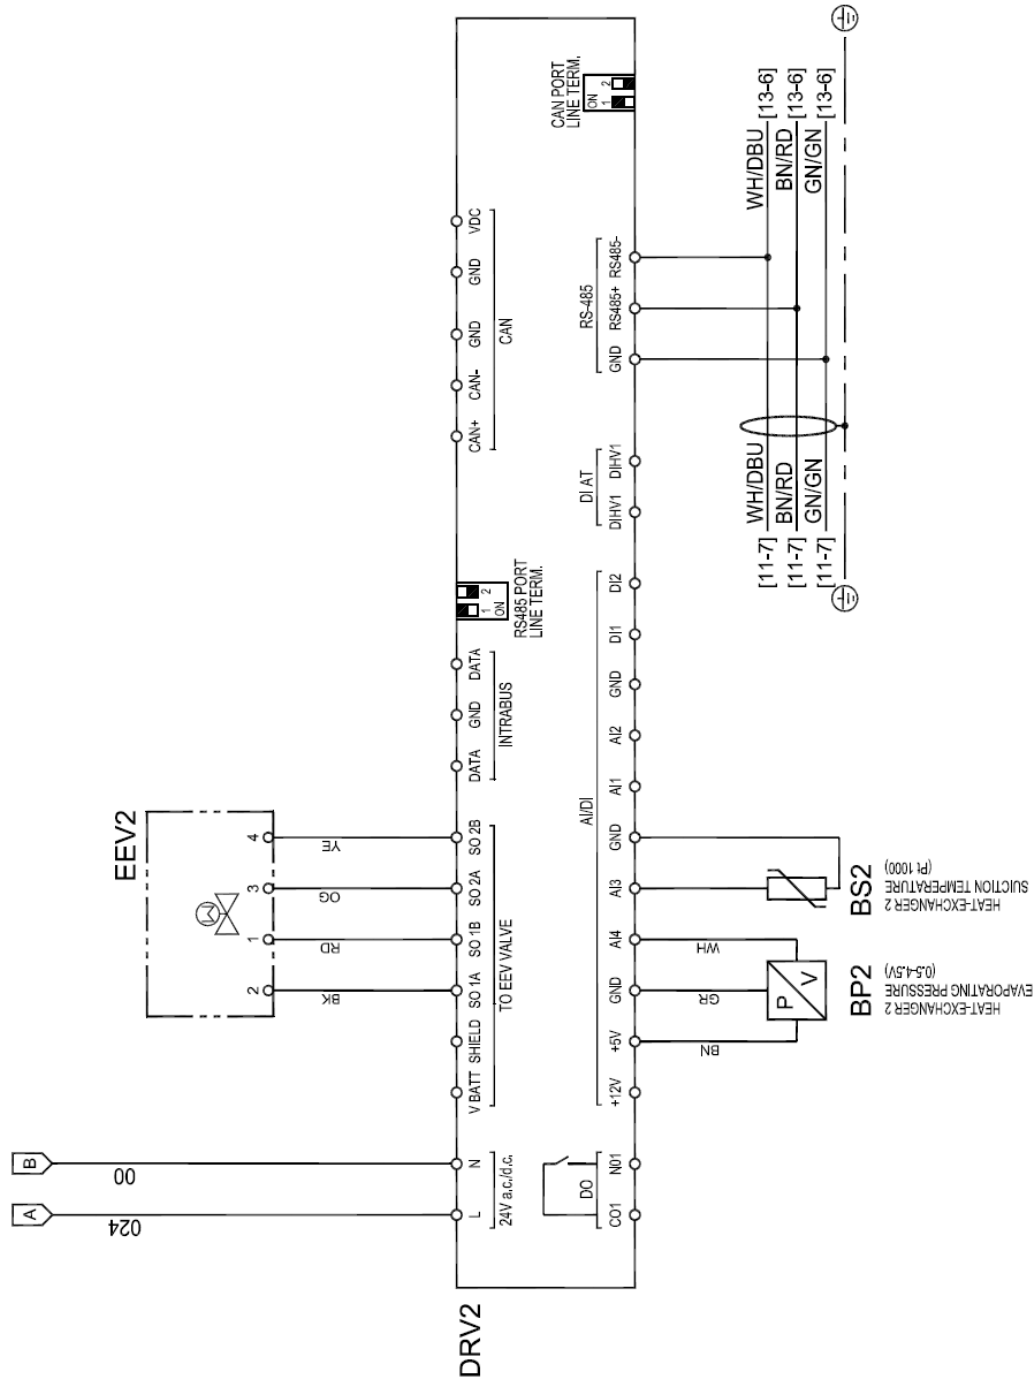 B
00
A
024
EEV2
4
3
1
2
YE
OG
RD
BK
DRV2
L
N
24V a.c./d.c.
V BATT
SHIELD
SO 1A
SO 1B
SO 2A
SO 2B
TO EEV VALVE
DATA
GND
DATA
INTRABUS
1
2
ON
RS485 PORT
LINE TERM.
CAN+
CAN-
GND
GND
VDC
CAN
CAN PORT
LINE TERM.
ON
1
2
DO
CO1
N01
AI/DI
+12V
+5V
GND
AI4
AI3
GND
AI1
AI2
GND
DI1
DI2
DI AT
DIHV1
DIHV1
RS-485
GND
RS485+
RS485-
BN
GR
WH
P
V
BP2
HEAT-EXCHANGER 2
EVAPORATING PRESSURE
(0.5-4.5V)
BS2
HEAT-EXCHANGER 2
SUCTION TEMPERATURE
(Pt 1000)
[11-7] WH/DBU
[11-7] BN/RD
[11-7] GN/GN
WH/DBU [13-6]
BN/RD [13-6]
GN/GN [13-6]